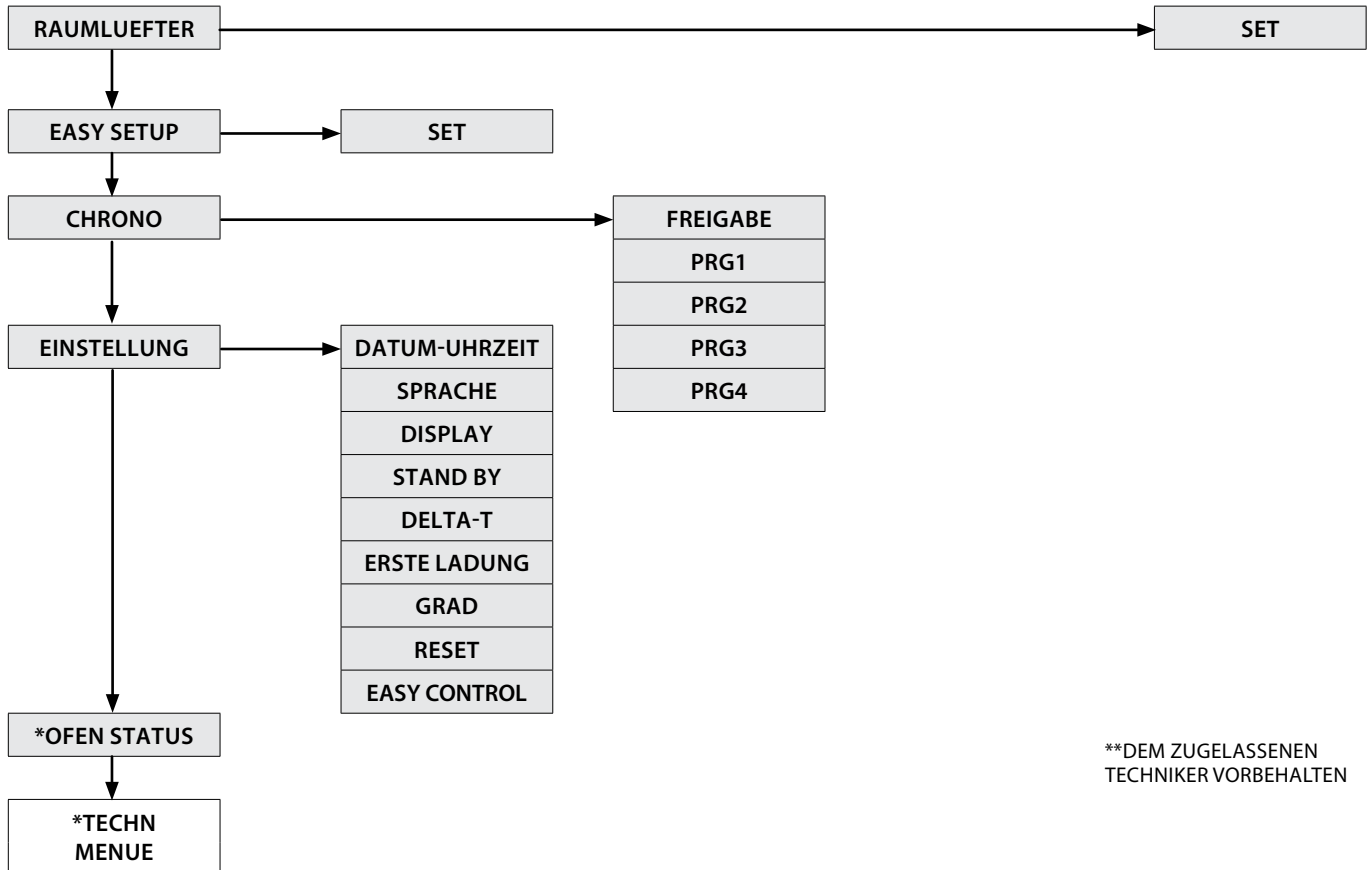 RAUMLUEFTER
SET
EASY SETUP
SET
CHRONO
FREIGABE
PRG1
PRG2
PRG3
PRG4
EINSTELLUNG
DATUM-UHRZEIT
SPRACHE
DISPLAY
STAND BY
DELTA-T
ERSTE LADUNG
GRAD
RESET
EASY CONTROL
*OFEN STATUS
*TECHN
MENUE
**DEM ZUGELASSENEN
TECHNIKER VORBEHALTEN